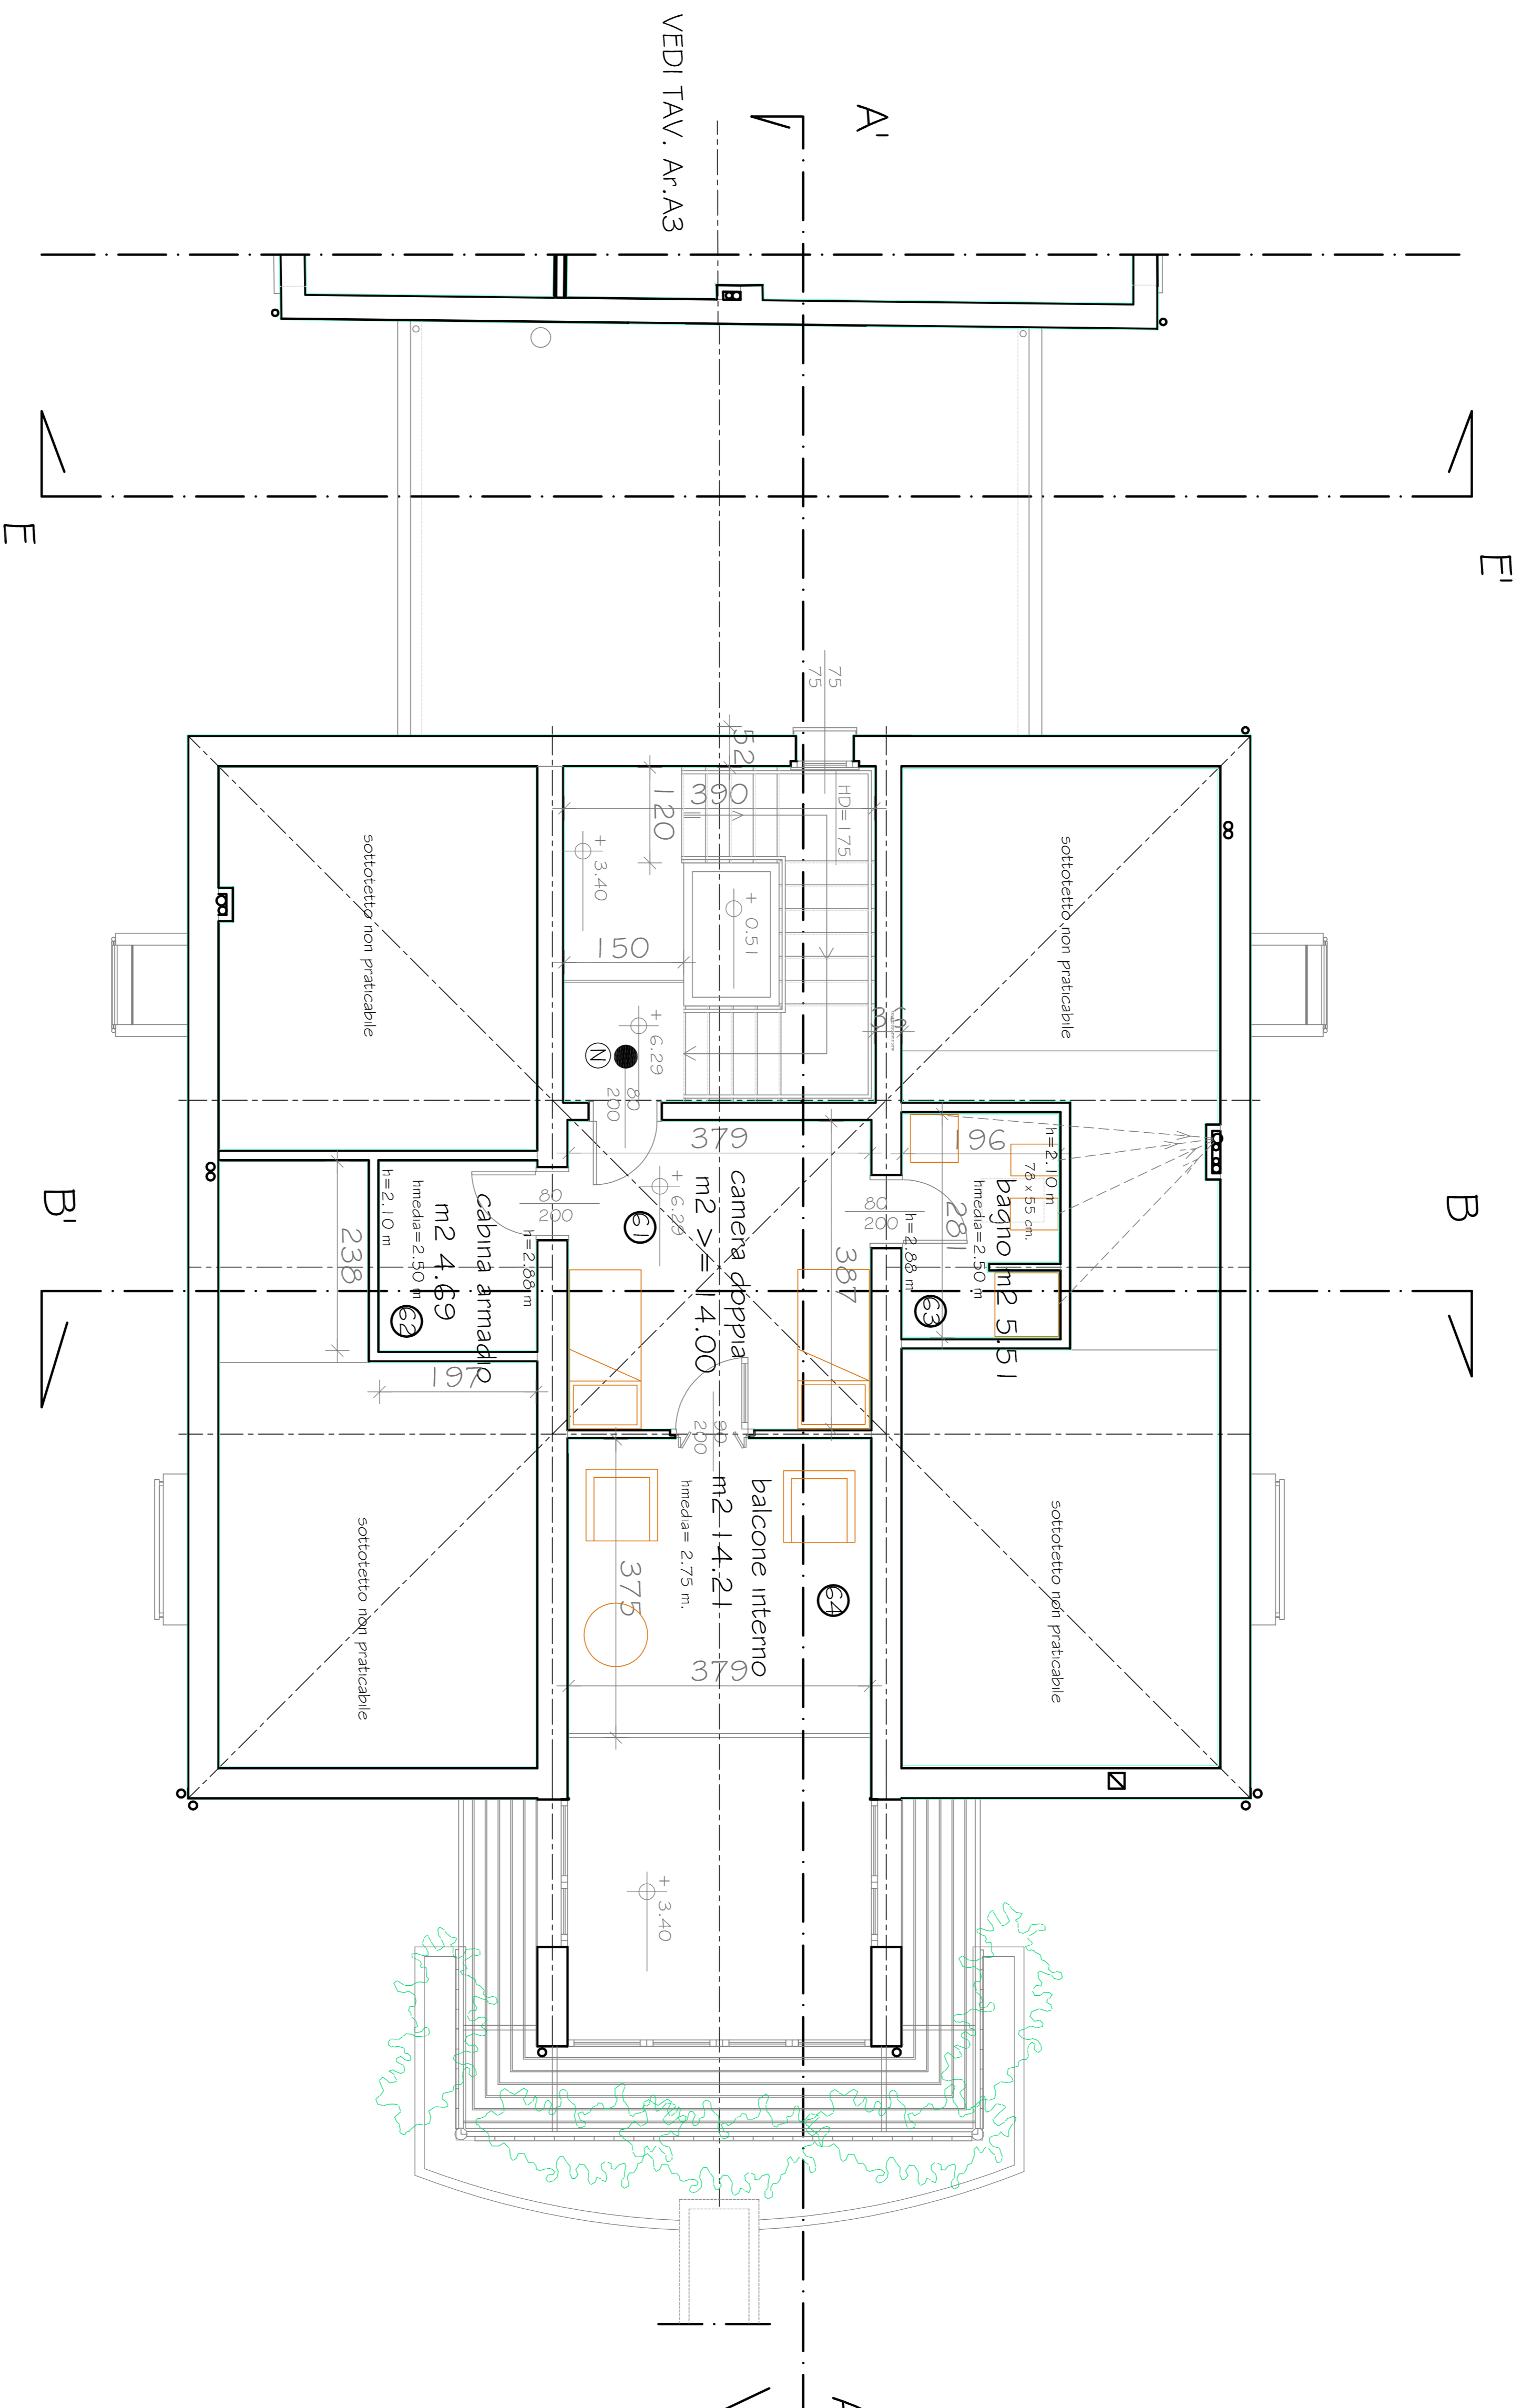 VEDI TAV. Ar.A3
A'
E
E'
75
75
52
390
120
HD=175
+ 3.40
+ 0.51
150
sottotetto non praticabile
sottotetto non praticabile
+ 6.29
N
80
200
379
196
h=2.10 m
78 x 55 cm.
bagno m2 5.51
hmedia=2.50 m
281
h=2.88 m
63
80
200
camera doppia
m2 >=14.00
+ 6.29
61
387
80
200
h=2.88 m
cabina armadio
m2 4.69
hmedia=2.50 m
h=2.10 m
62
238
197
B'
B
90
200
balcone interno
m2 14.21
hmedia= 2.75 m.
64
375
379
sottotetto non praticabile
sottotetto non praticabile
+ 3.40
A